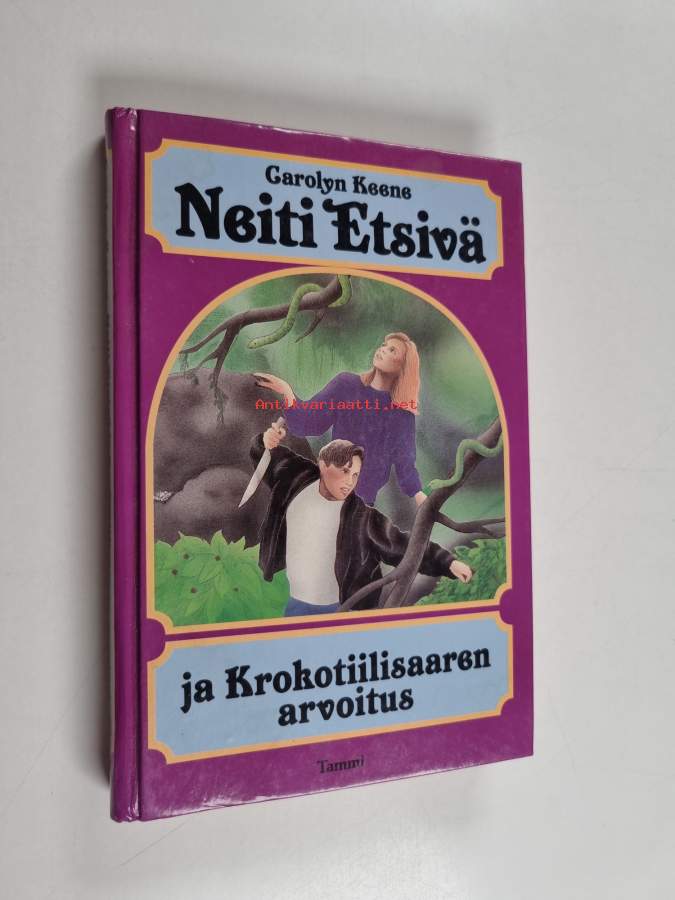 Carolyn Keene
Neiti Etsivä
Antikvariaatti.net
ja Krokotiilisaaren
arvoitus
Tammi